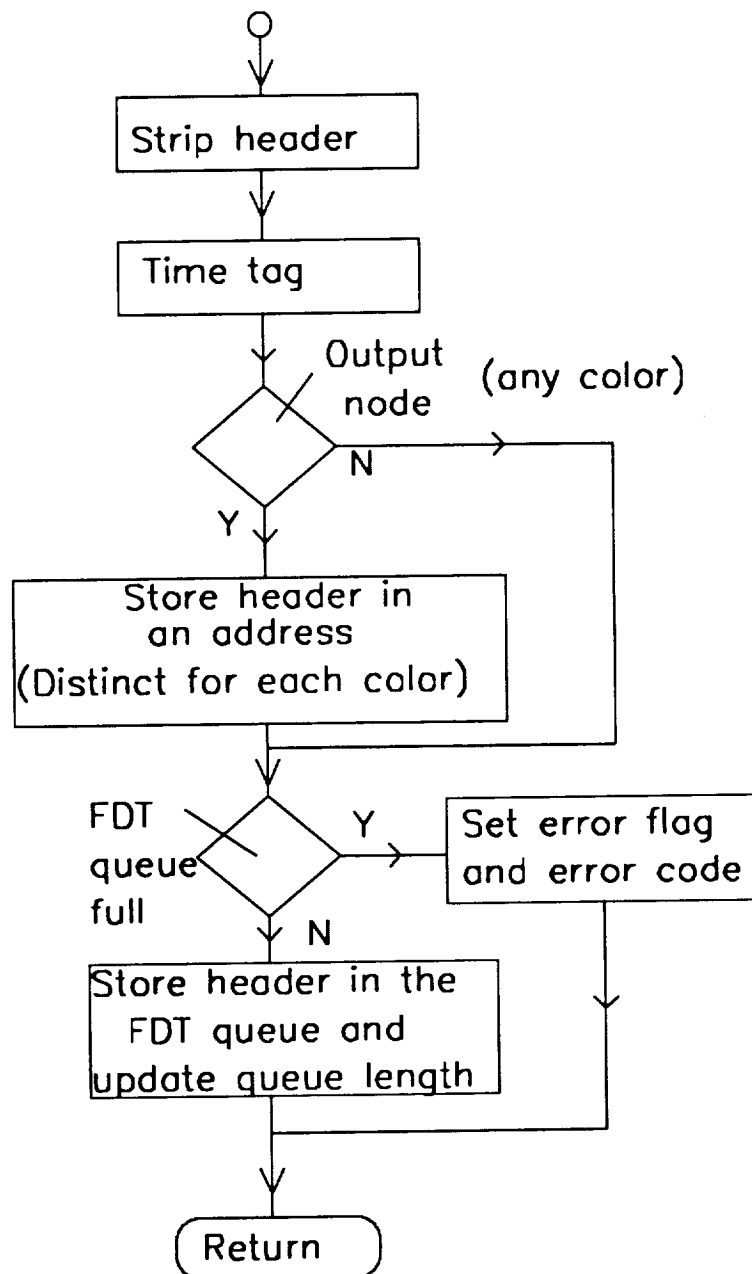 Strip header
Time tag
Output
node
(any color)
N
Y
Store header in
an address
(Distinct for each color)
FDT
queue
full
Y
Set error flag
and error code
N
Store header in the
FDT queue and
update queue length
Return